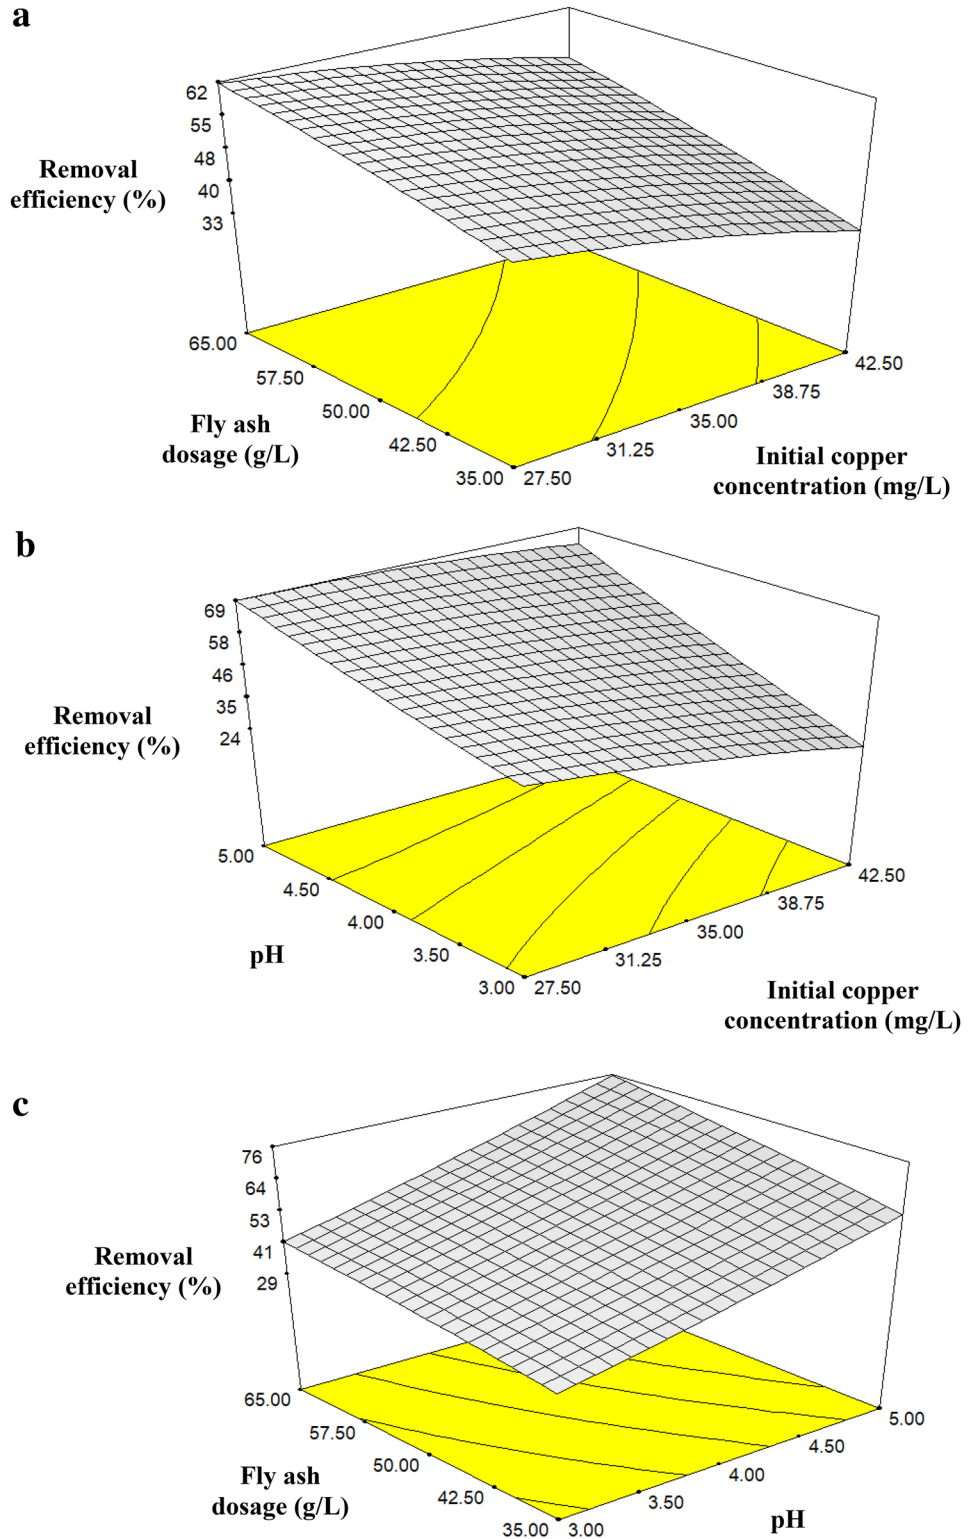 a
62
55
48
40
33
Removal
efficiency (%)
65.00
57.50
50.00
42.50
35.00
Fly ash
dosage (g/L)
27.50
31.25
35.00
38.75
42.50
Initial copper
concentration (mg/L)
b
69
58
46
35
24
Removal
efficiency (%)
5.00
4.50
4.00
3.50
3.00
pH
27.50
31.25
35.00
38.75
42.50
Initial copper
concentration (mg/L)
c
76
64
53
41
29
Removal
efficiency (%)
65.00
57.50
50.00
42.50
35.00
Fly ash
dosage (g/L)
3.00
3.50
4.00
4.50
5.00
pH